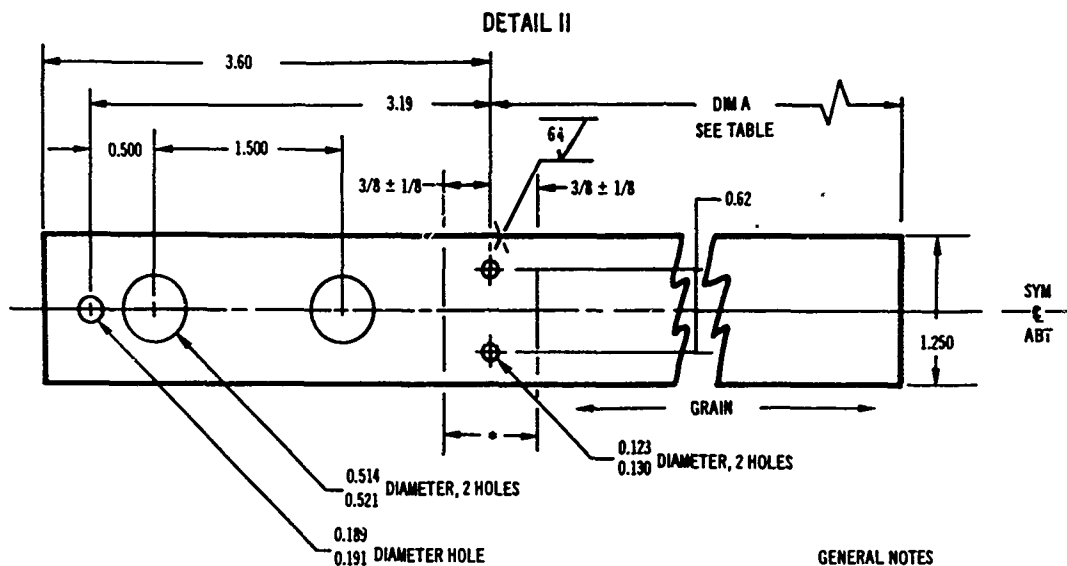 DETAIL II
3.60
3.19
DIM A
SEE TABLE
64
0.500
1.500
3/8 ± 1/8
3/8 ± 1/8
0.62
SYM
℄
ABT
1.250
GRAIN
*
0.123
0.130 DIAMETER, 2 HOLES
0.514
0.521 DIAMETER, 2 HOLES
0.189
0.191 DIAMETER HOLE
GENERAL NOTES